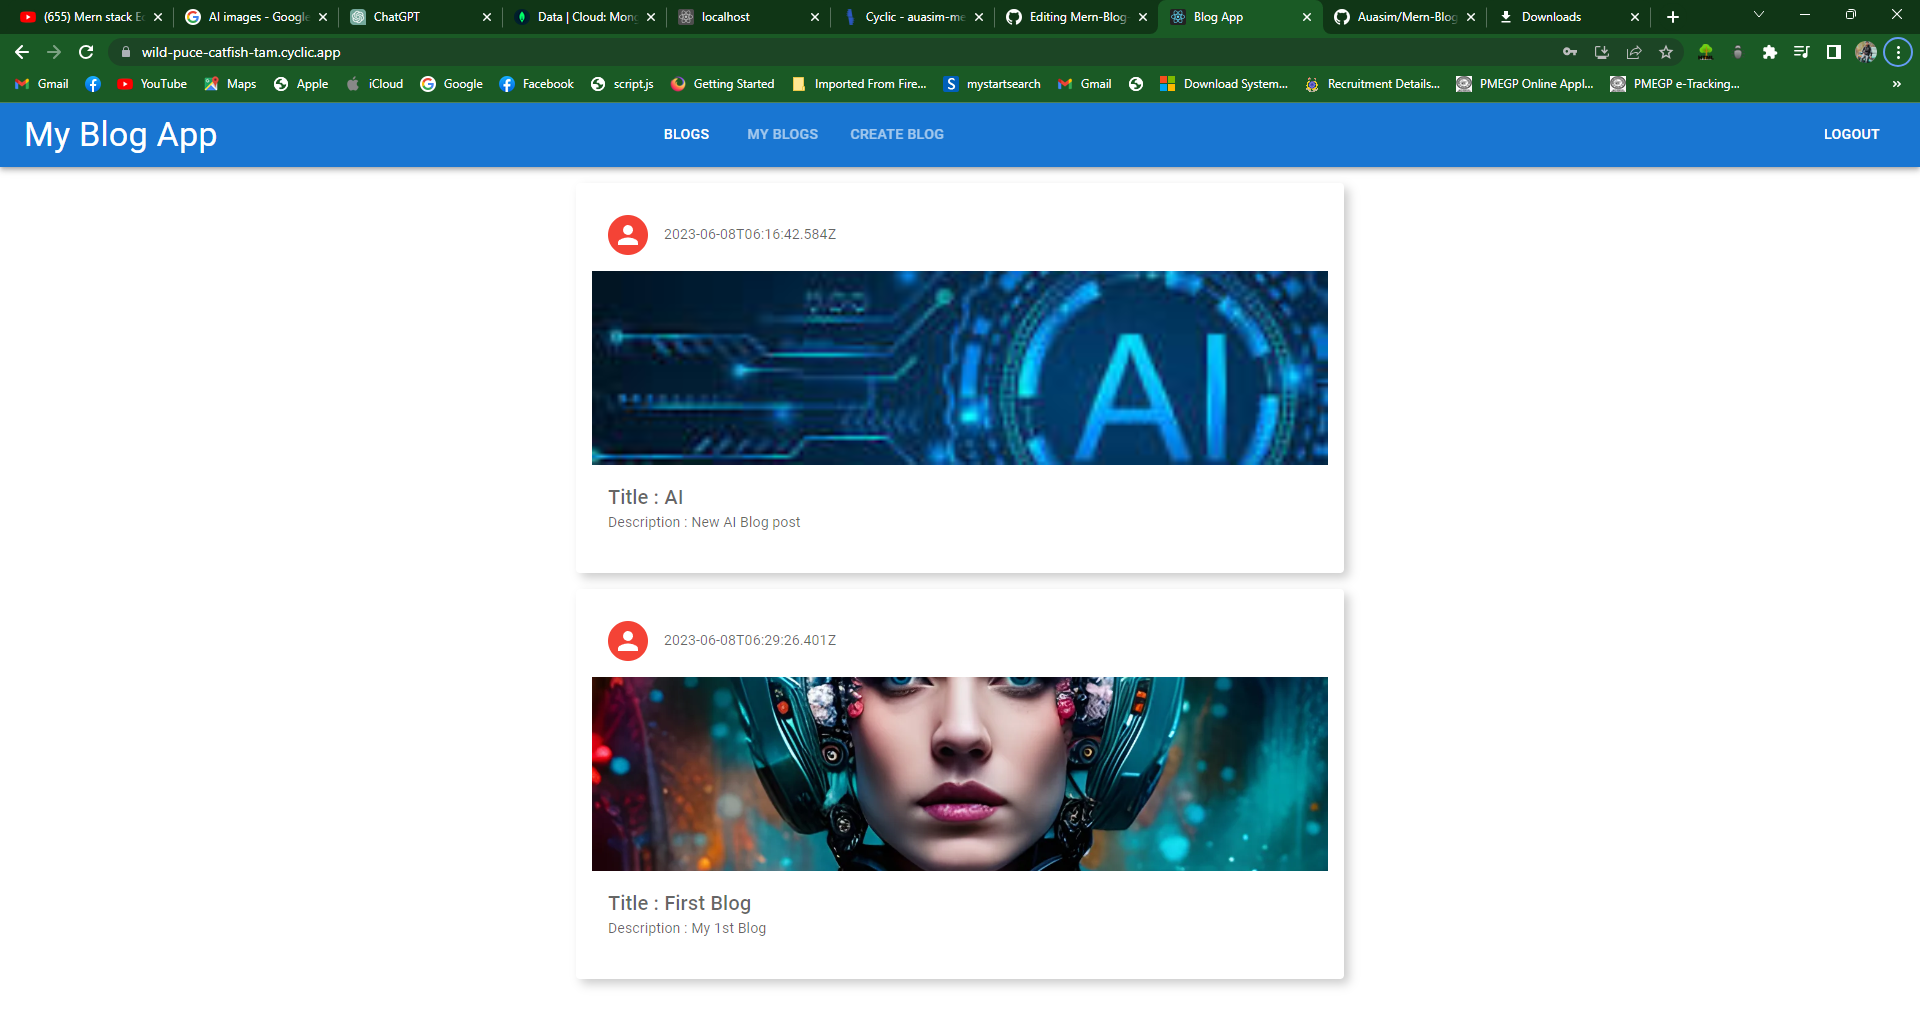 (655) Mern stack E
AI images - Google
ChatGPT
Data | Cloud: Mong
localhost
Cyclic - auasim-me
Editing Mern-Blog-
Blog App
Auasim/Mern-Blog
Downloads
wild-puce-catfish-tam.cyclic.app
Gmail
YouTube
Maps
Apple
iCloud
Google
Facebook
script.js
Getting Started
Imported From Fire...
mystartsearch
Gmail
Download System...
Recruitment Details...
PMEGP Online Appl...
PMEGP e-Tracking...
»
My Blog App
BLOGS
MY BLOGS
CREATE BLOG
LOGOUT
2023-06-08T06:16:42.584Z
AI
Title : AI
Description : New AI Blog post
2023-06-08T06:29:26.401Z
Title : First Blog
Description : My 1st Blog